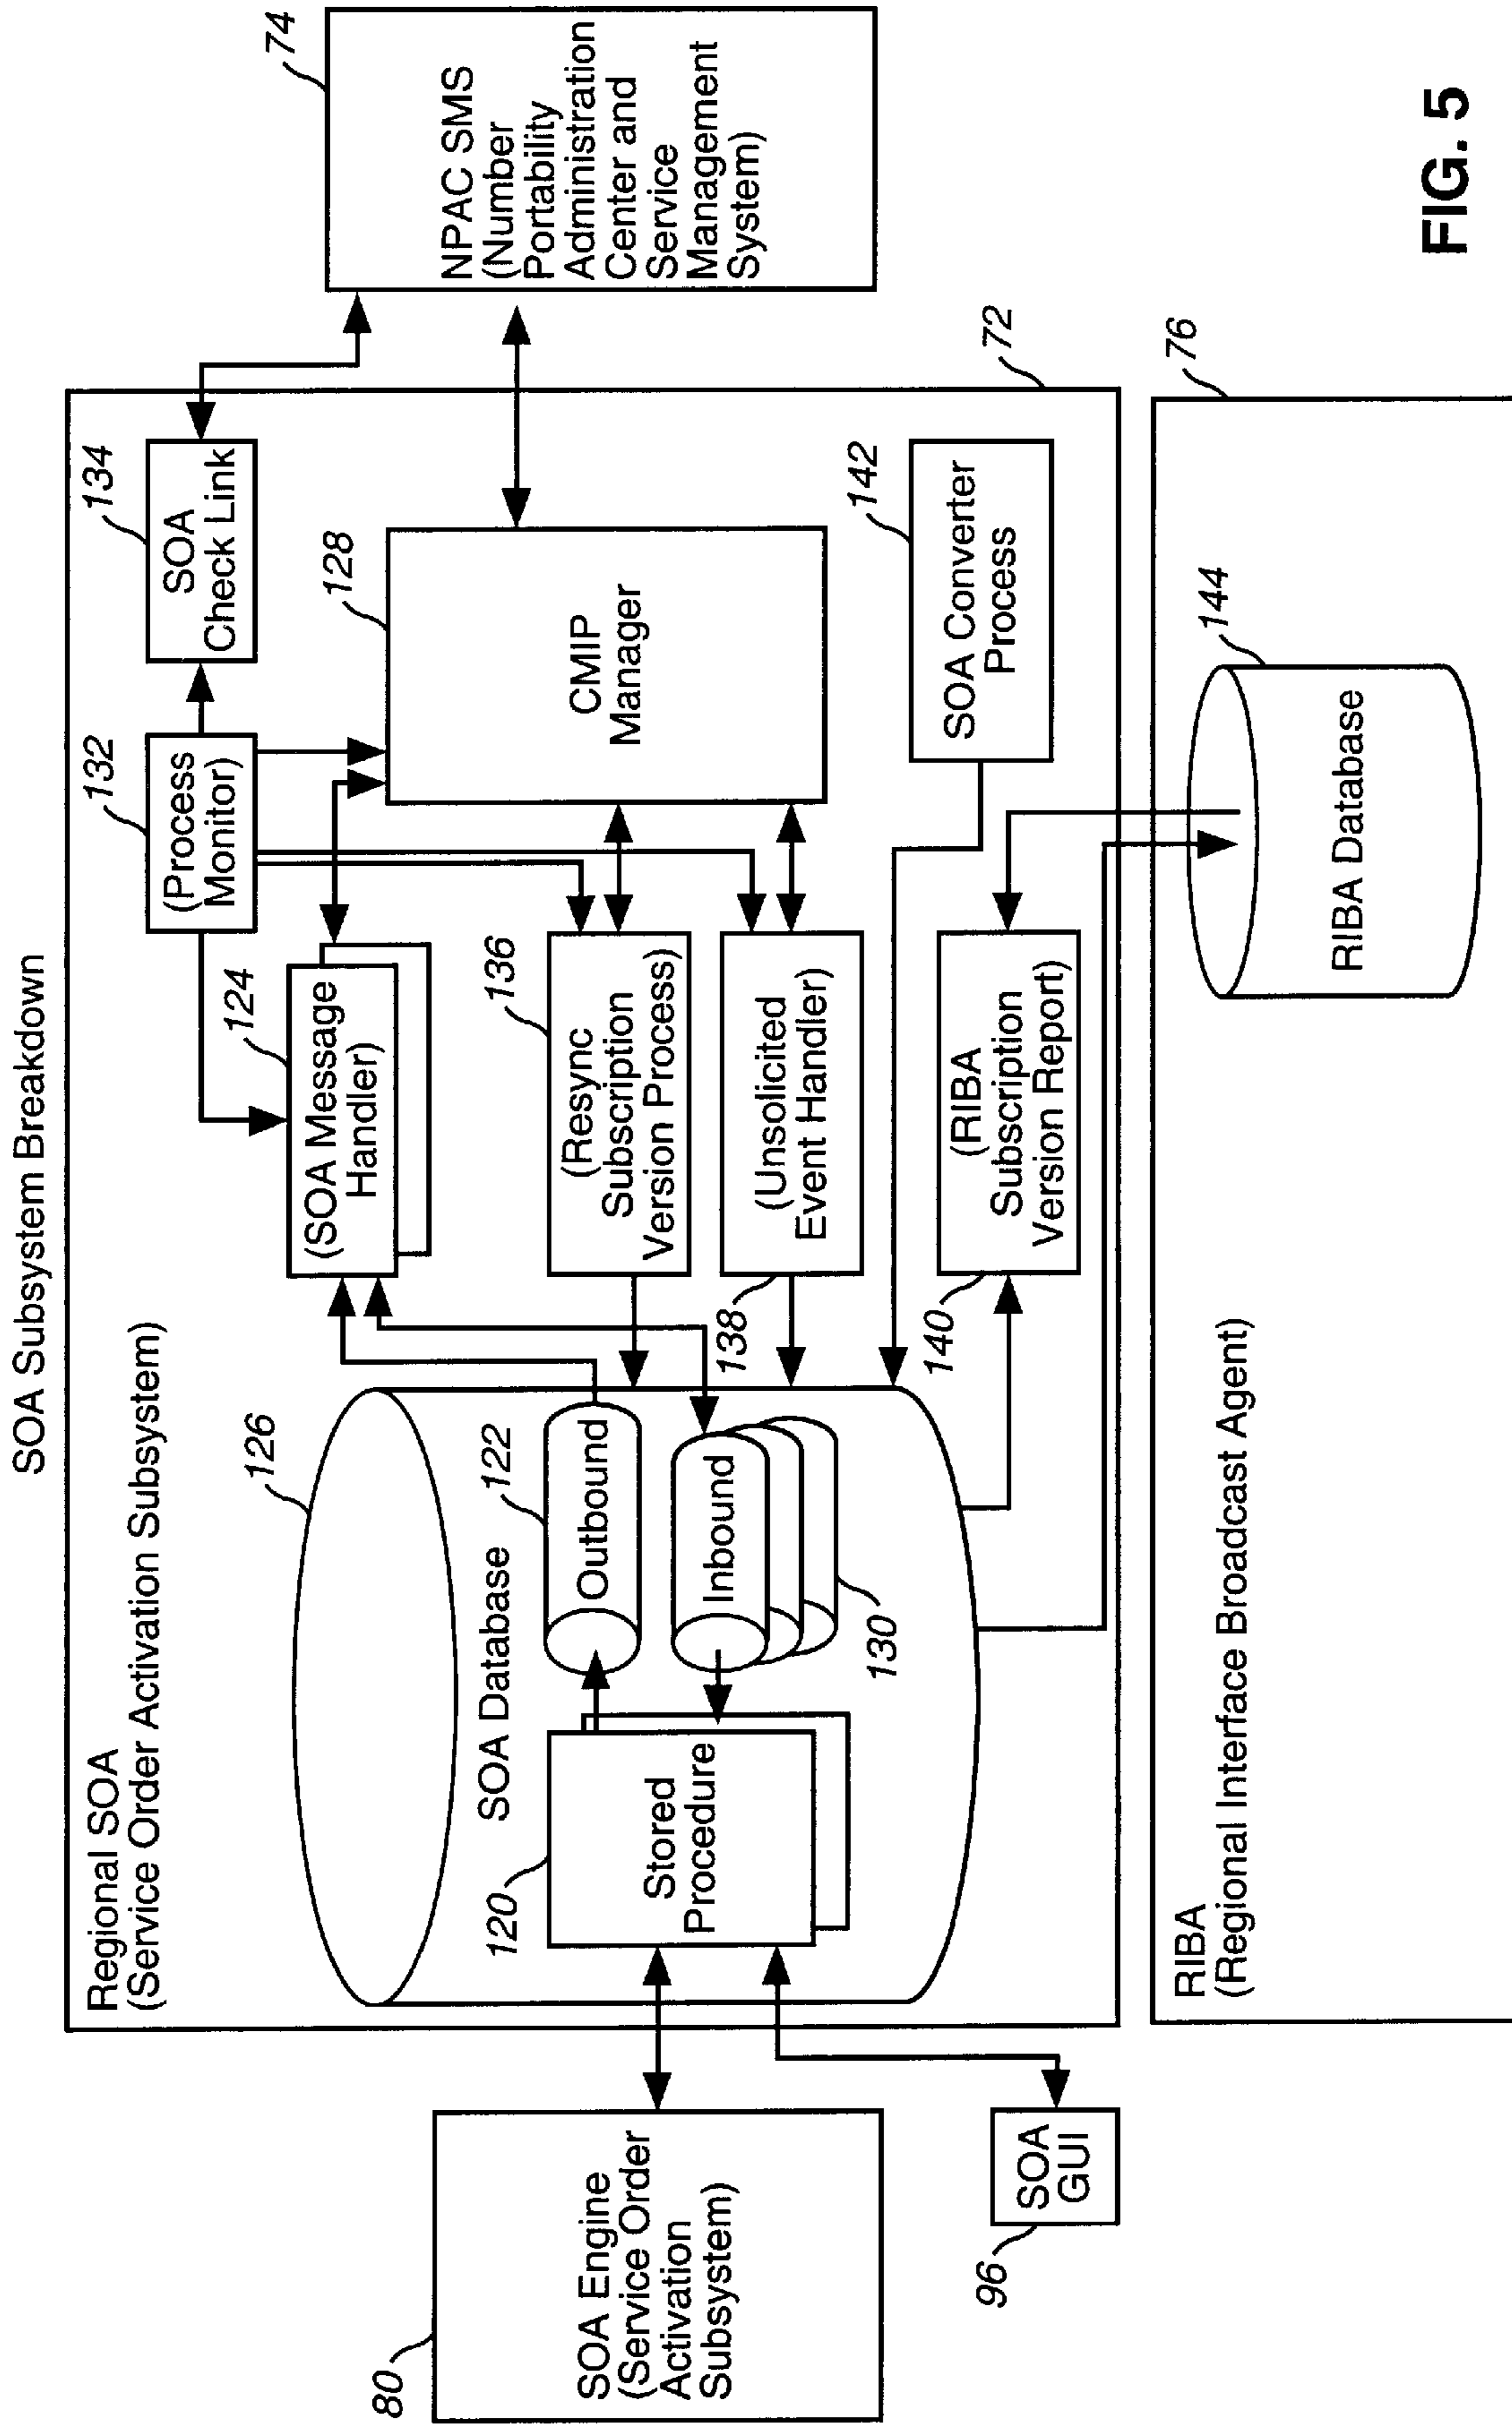 SOA Subsystem Breakdown
Regional SOA
(Service Order Activation Subsystem)
126
SOA Database
120
Stored
Procedure
122
Outbound
Inbound
130
124
(SOA Message
Handler)
132
(Process
Monitor)
134
SOA
Check Link
136
(Resync
Subscription
Version Process)
138
(Unsolicited
Event Handler)
140
(RIBA
Subscription
Version Report)
128
CMIP
Manager
142
SOA Converter
Process
72
74
NPAC SMS
(Number
Portability
Administration
Center and
Service
Management
System)
80
SOA Engine
(Service Order
Activation
Subsystem)
96
SOA
GUI
RIBA
(Regional Interface Broadcast Agent)
76
144
RIBA Database
FIG. 5